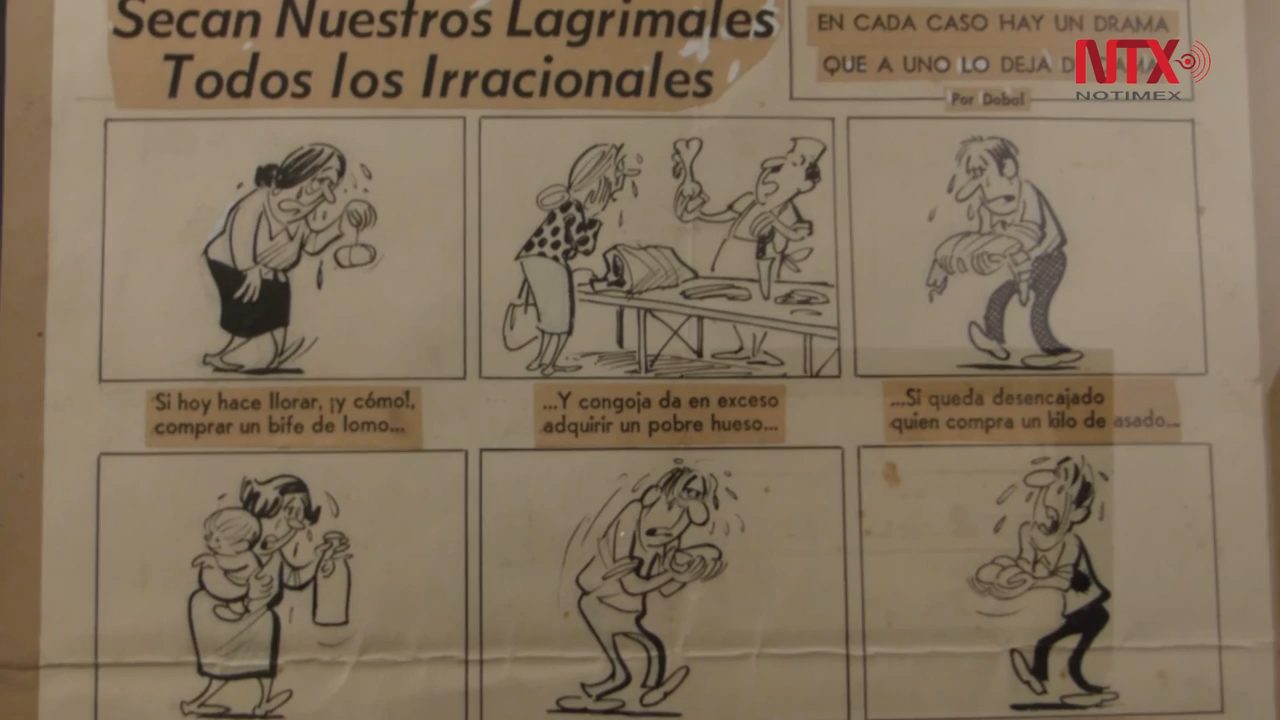 Secan Nuestros Lagrimales
Todos los Irracionales
EN CADA CASO HAY UN DRAMA
QUE A UNO LO DEJA
Por Dobal
NTX
NOTIMEX
Si hoy hace llorar, ¡y cómo!,
comprar un bife de lomo...
...Y congoja da en exceso
adquirir un pobre hueso...
...Si queda desencajado
quien compra un kilo de asado...